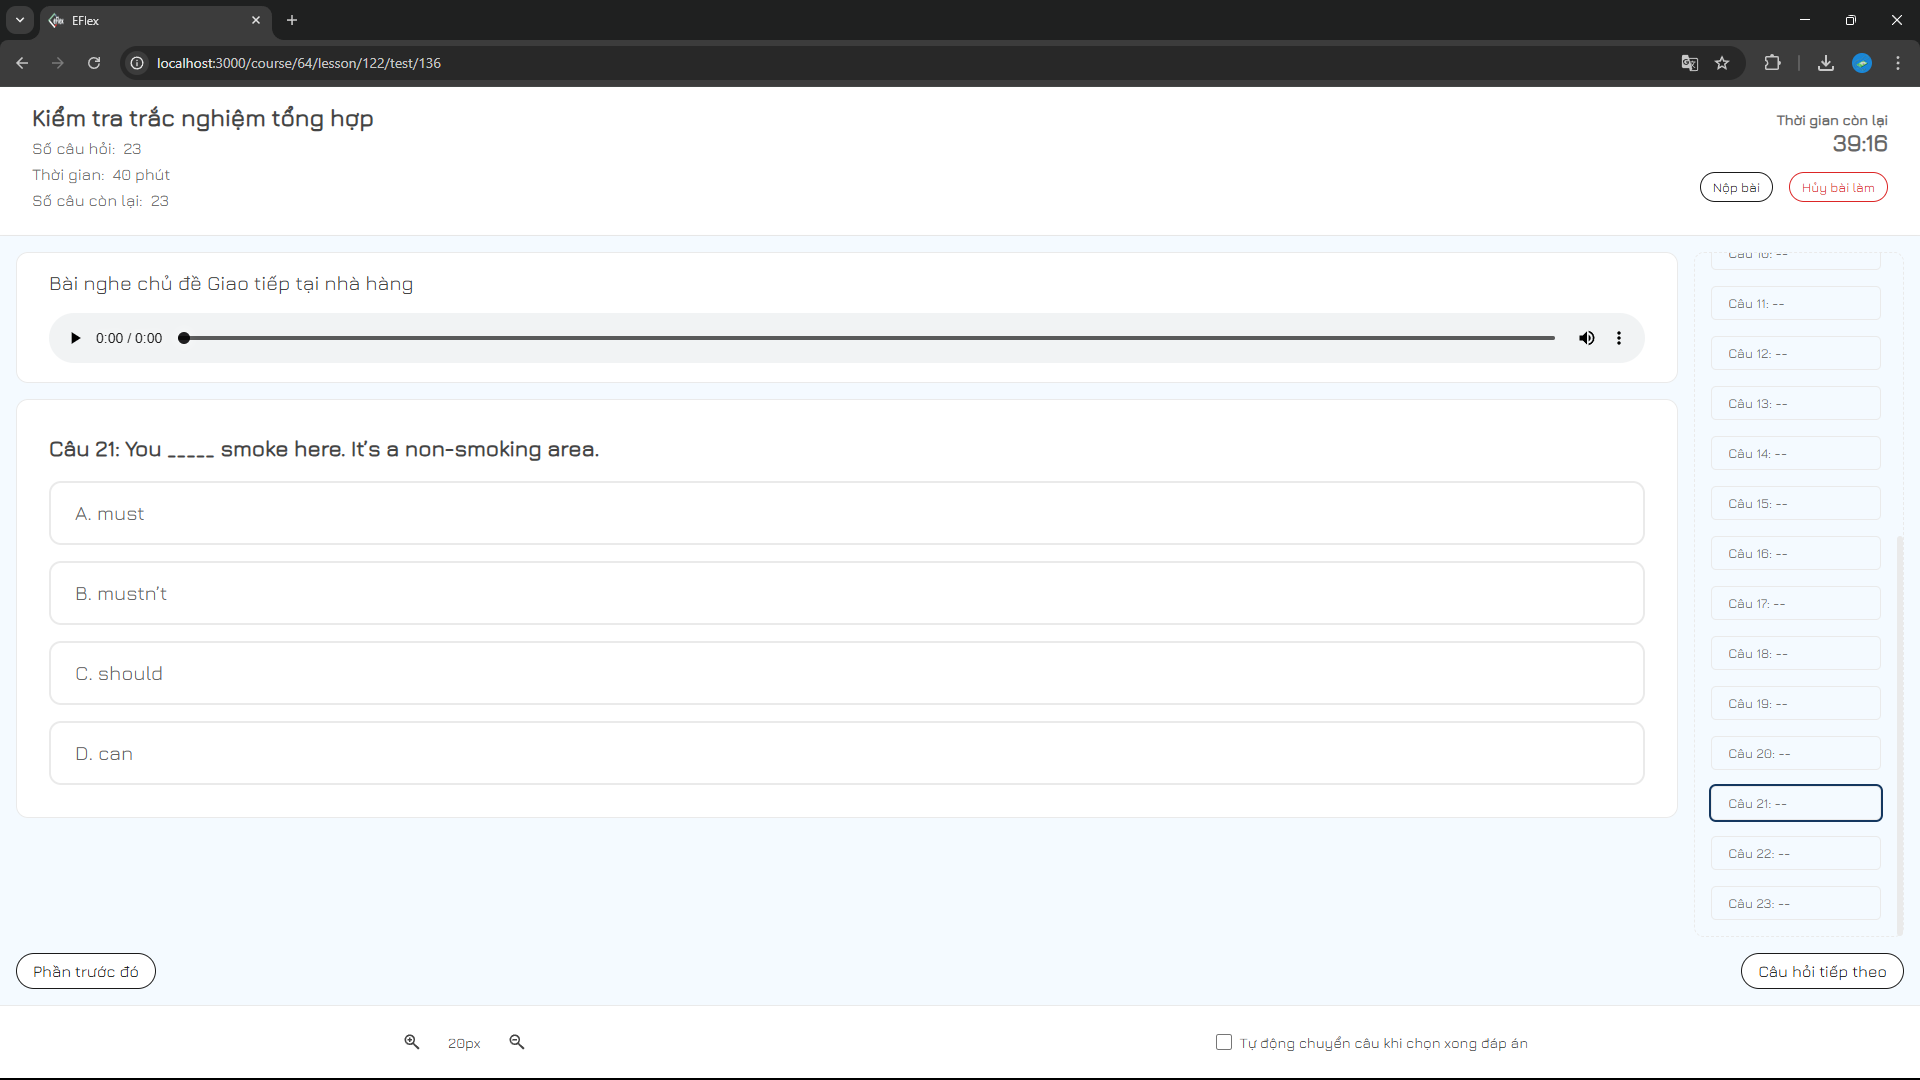 EFlex
localhost:3000/course/64/lesson/122/test/136
Kiểm tra trắc nghiệm tổng hợp
Số câu hỏi: 23
Thời gian: 40 phút
Số câu còn lại: 23
Thời gian còn lại
39:16
Nộp bài
Hủy bài làm
Bài nghe chủ đề Giao tiếp tại nhà hàng
0:00 / 0:00
Câu 21: You _____ smoke here. It's a non-smoking area.
A. must
B. mustn't
C. should
D. can
Câu 10: --
Câu 11: --
Câu 12: --
Câu 13: --
Câu 14: --
Câu 15: --
Câu 16: --
Câu 17: --
Câu 18: --
Câu 19: --
Câu 20: --
Câu 21: --
Câu 22: --
Câu 23: --
Phần trước đó
Câu hỏi tiếp theo
20px
Tự động chuyển câu khi chọn xong đáp án